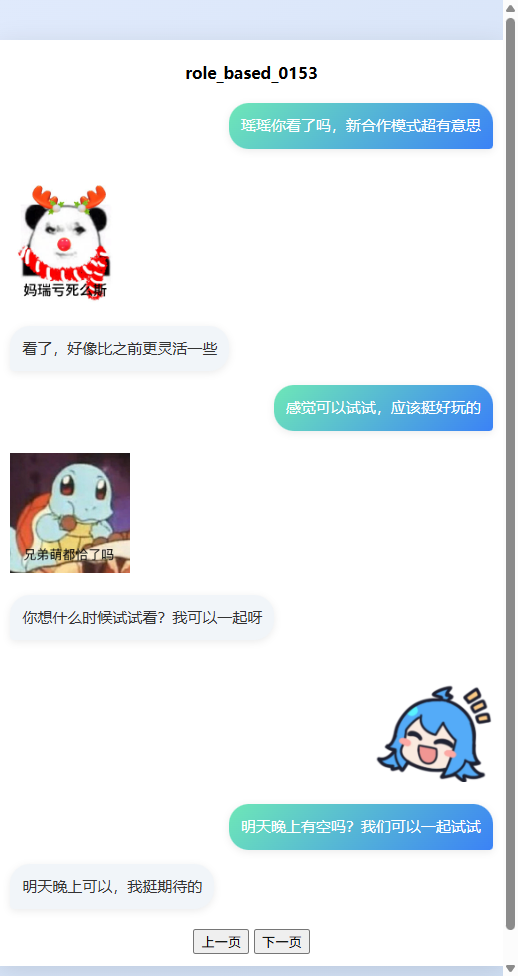 role_based_0153
瑶瑶你看了吗，新合作模式超有意思
妈瑞亏死么斯
看了，好像比之前更灵活一些
感觉可以试试，应该挺好玩的
兄弟萌都恰了吗
你想什么时候试试看？我可以一起呀
明天晚上有空吗？我们可以一起试试
明天晚上可以，我挺期待的
上一页 下一页